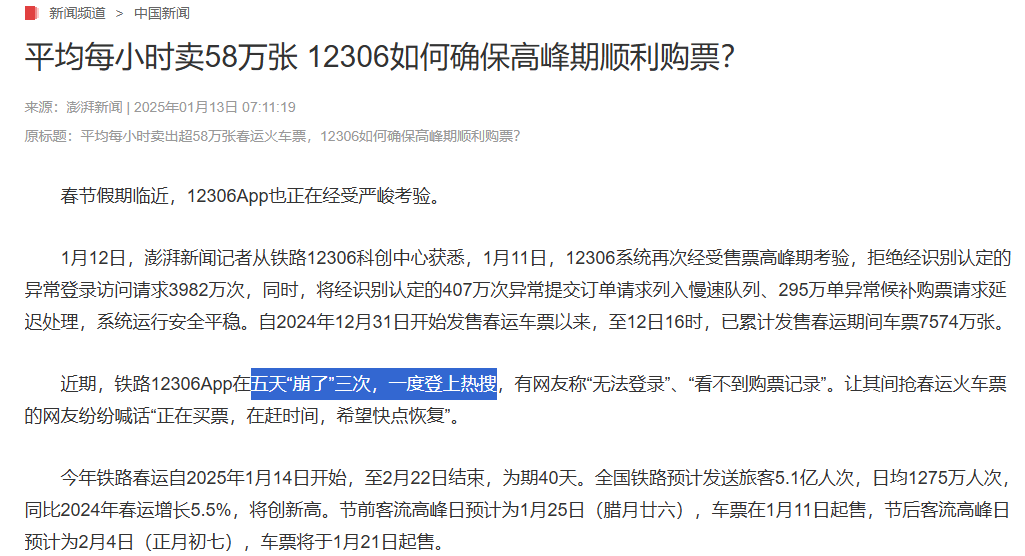 新闻频道 > 中国新闻
平均每小时卖58万张 12306如何确保高峰期顺利购票？
来源：澎湃新闻 | 2025年01月13日 07:11:19
原标题：平均每小时卖出超58万张春运火车票，12306如何确保高峰期顺利购票？
春节假期临近，12306App也正在经受严峻考验。
1月12日，澎湃新闻记者从铁路12306科创中心获悉，1月11日，12306系统再次经受售票高峰期考验，拒绝经识别认定的
异常登录访问请求3982万次，同时，将经识别认定的407万次异常提交订单请求列入慢速队列、295万单异常候补购票请求延
迟处理，系统运行安全平稳。自2024年12月31日开始发售春运车票以来，至12日16时，已累计发售春运期间车票7574万张。
近期，铁路12306App在五天“崩了”三次，一度登上热搜，有网友称“无法登录”、“看不到购票记录”。让其间抢春运火车票
的网友纷纷喊话“正在买票，在赶时间，希望快点恢复”。
今年铁路春运自2025年1月14日开始，至2月22日结束，为期40天。全国铁路预计发送旅客5.1亿人次，日均1275万人次，
同比2024年春运增长5.5%，将创新高。节前客流高峰日预计为1月25日（腊月廿六），车票在1月11日起售，节后客流高峰日
预计为2月4日（正月初七），车票将于1月21日起售。